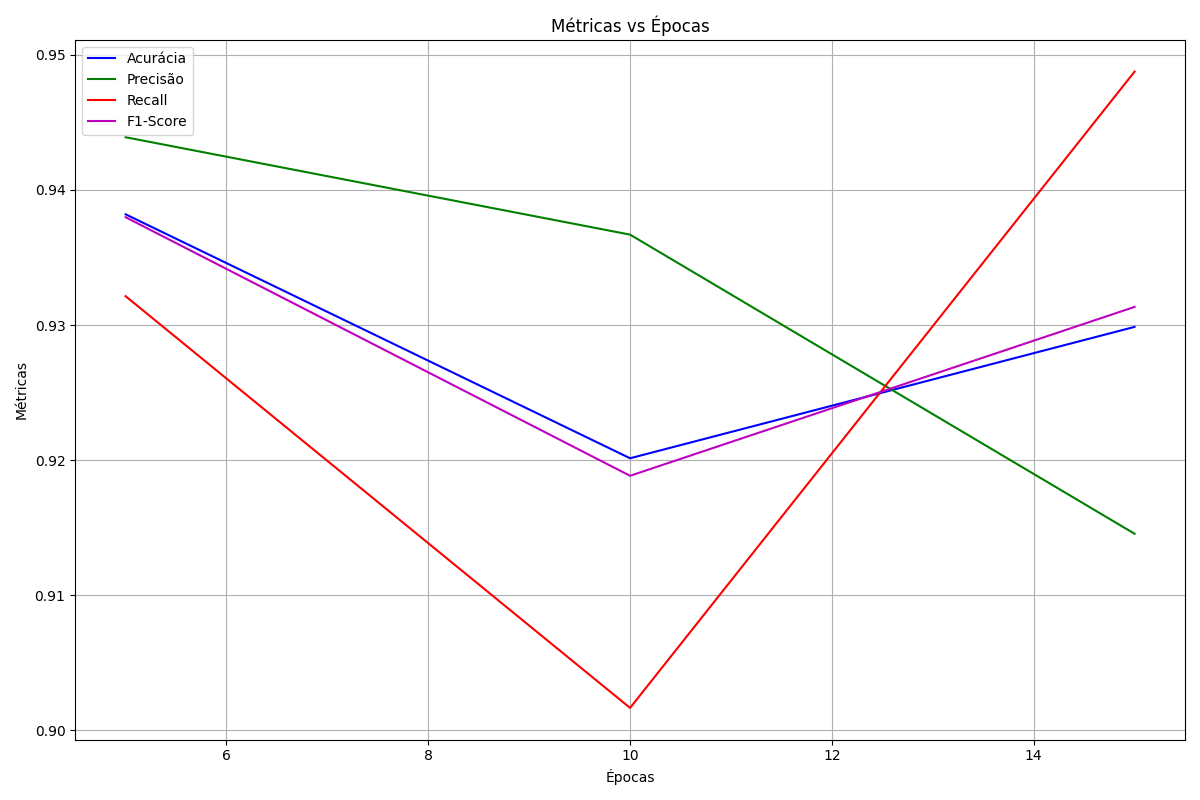 Métricas vs Épocas
Acurácia
Precisão
Recall
F1-Score
Métricas
0.95
0.94
0.93
0.92
0.91
0.90
6 8 10 12 14
Épocas